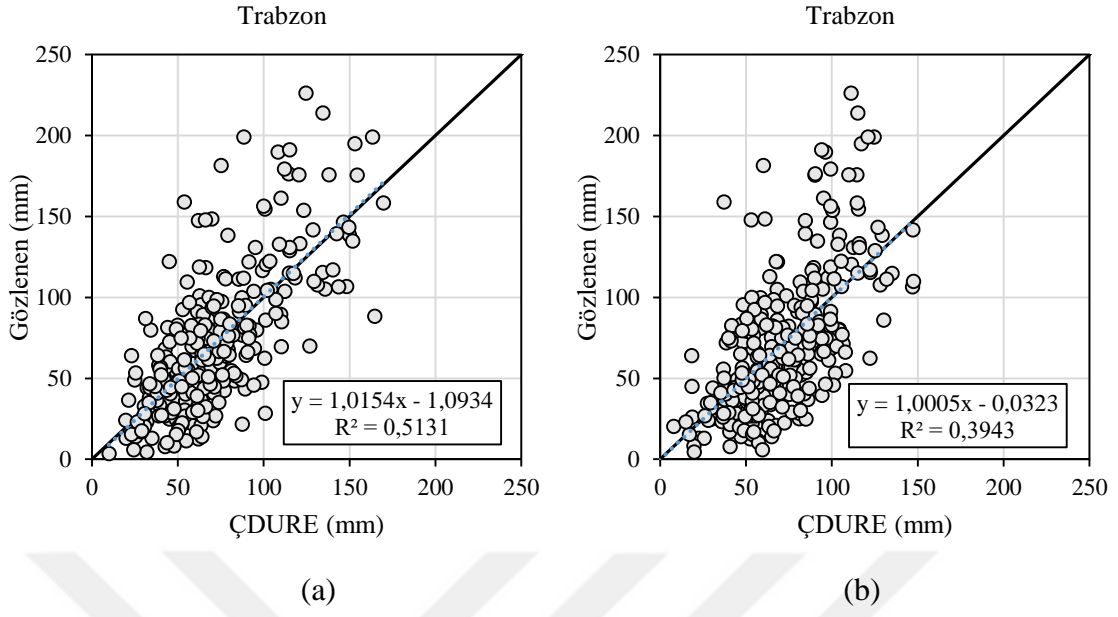 Trabzon
250
200
150
100
50
0
Gözlenen (mm)
y = 1,0154x - 1,0934
R² = 0,5131
0 50 100 150 200 250
ÇDURE (mm)
(a)
Trabzon
250
200
150
100
50
0
Gözlenen (mm)
y = 1,0005x - 0,0323
R² = 0,3943
0 50 100 150 200 250
ÇDURE (mm)
(b)